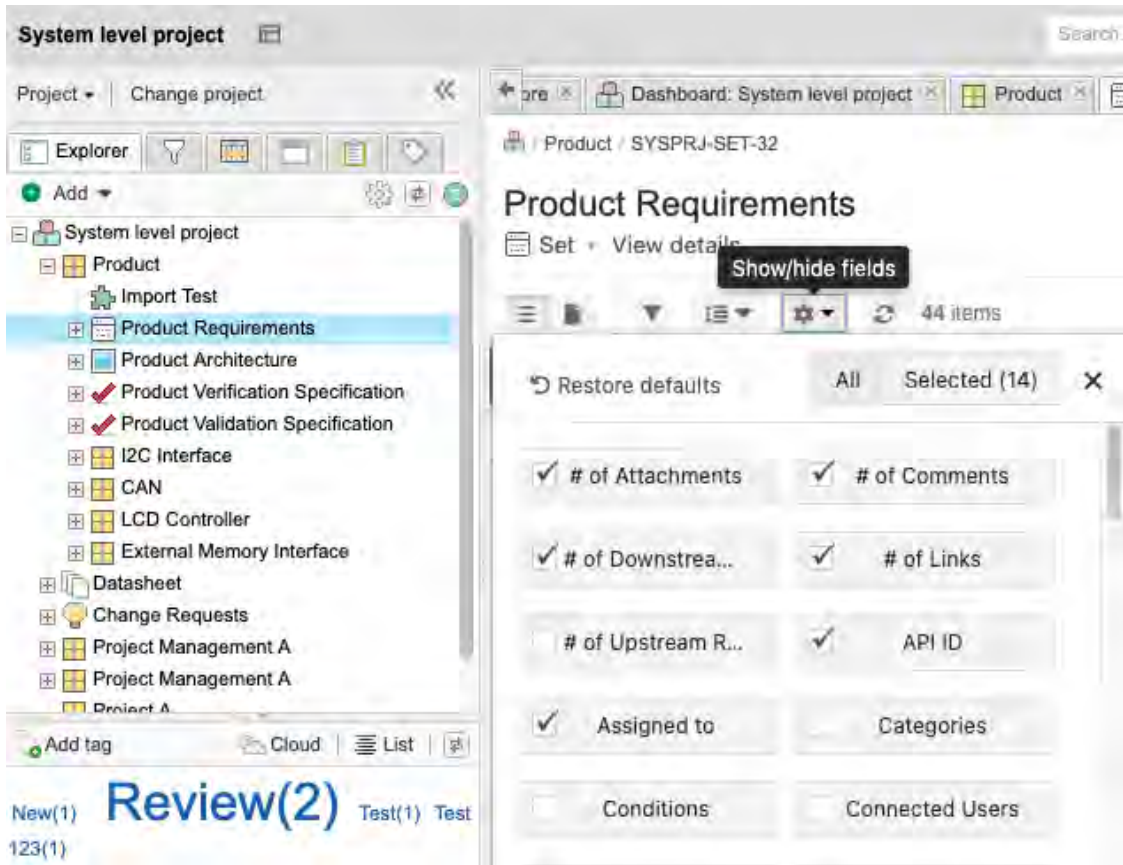 System level project
Search
Project
Change project
Explorer
Add
System level project
Product
Import Test
Product Requirements
Product Architecture
Product Verification Specification
Product Validation Specification
I2C Interface
CAN
LCD Controller
External Memory Interface
Datasheet
Change Requests
Project Management A
Project Management A
Project A
Add tag
Cloud
List
New(1) Review(2) Test(1) Test
123(1)
ore
Dashboard: System level project
Product
/ Product / SYSPRJ-SET-32
Product Requirements
Set
View details
Show/hide fields
44 items
Restore defaults
All
Selected (14)
# of Attachments
# of Comments
# of Downstrea...
# of Links
# of Upstream R...
API ID
Assigned to
Categories
Conditions
Connected Users